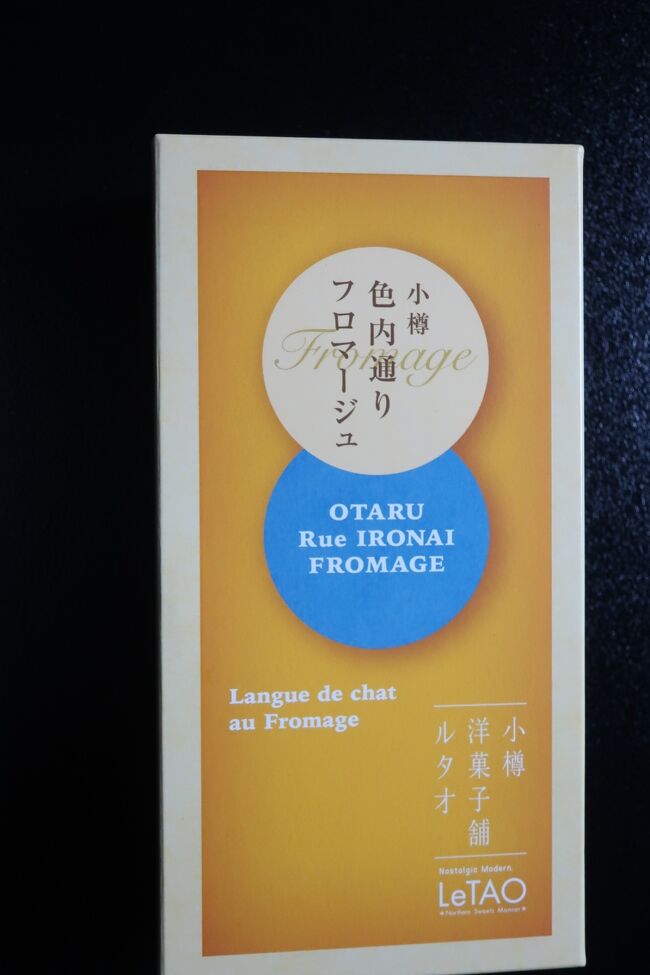 小樽
色内通り
フロマージュ
Fromage
OTARU
Rue IRONAI
FROMAGE
Langue de chat
au Fromage
小樽
洋菓子舗
ルタオ
Nostalgic Modern.
LeTAO
Northern Sweets Manner